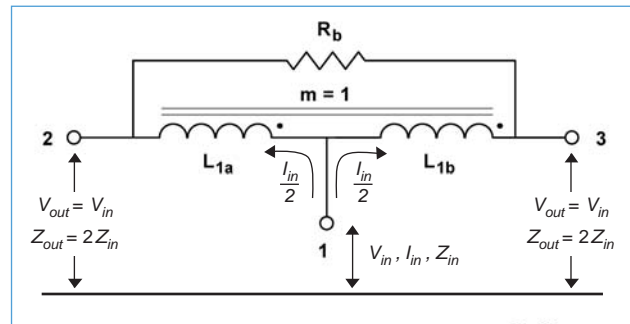 R_b
m = 1
2
3
L_1a
I_in/2
I_in/2
L_1b
V_out = V_in
Z_out = 2Z_in
1
V_in , I_in , Z_in
V_out = V_in
Z_out = 2Z_in